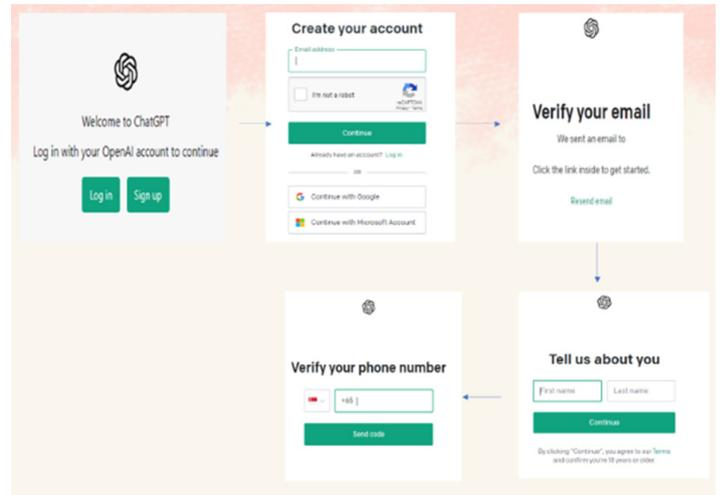 Welcome to ChatGPT
Log in with your OpenAI account to continue
Log in
Sign up
Create your account
Email address
I'm not a robot
reCAPTCHA
Privacy - Terms
Continue
Already have an account? Log in
OR
Continue with Google
Continue with Microsoft Account
Verify your email
We sent an email to
Click the link inside to get started.
Resend email
Tell us about you
First name
Last name
Continue
By clicking "Continue", you agree to our Terms
and confirm you're 18 years or older.
Verify your phone number
+65
Send code